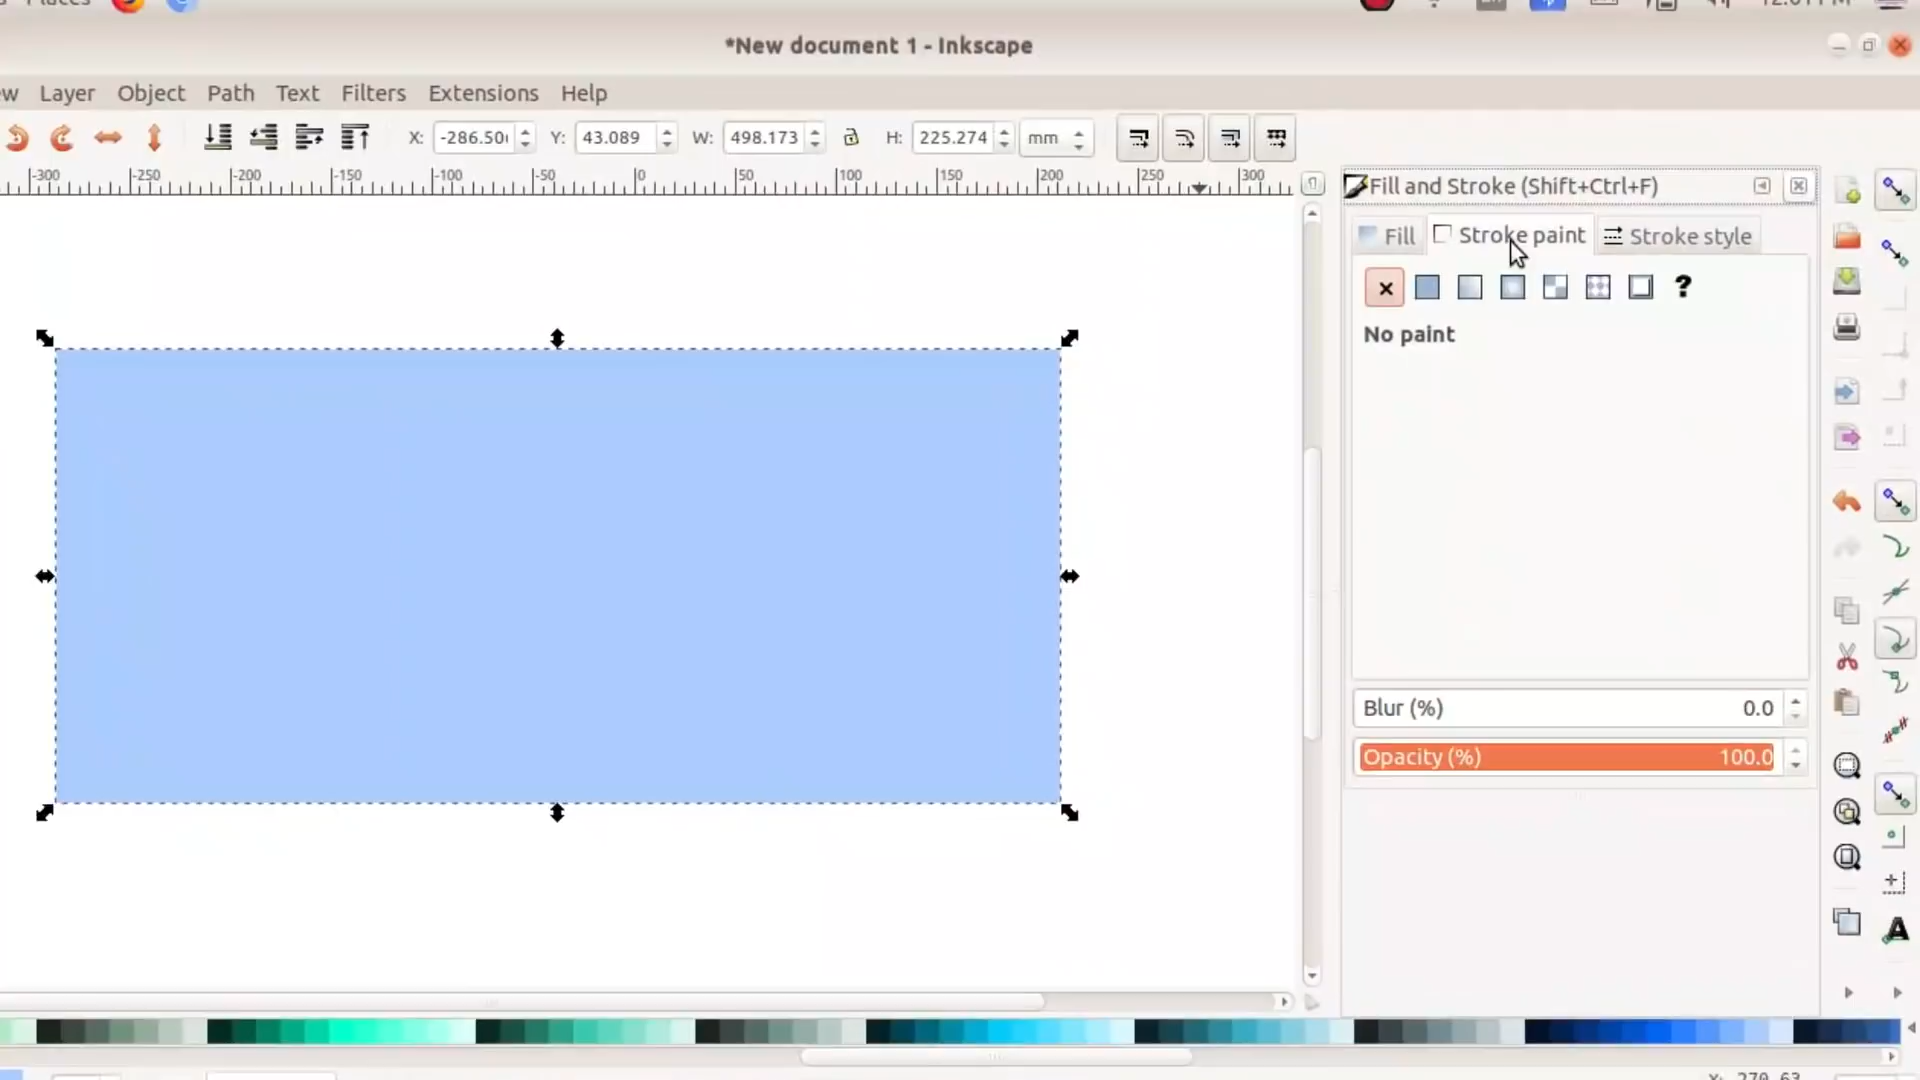 *New document 1 - Inkscape
Layer Object Path Text Filters Extensions Help
X: -286.50 Y: 43.089 W: 498.173 H: 225.274 mm
-300 -250 -200 -150 -100 -50 0 50 100 150 200 250 300
Fill and Stroke (Shift+Ctrl+F)
Fill Stroke paint Stroke style
?
No paint
Blur (%) 0.0
Opacity (%) 100.0